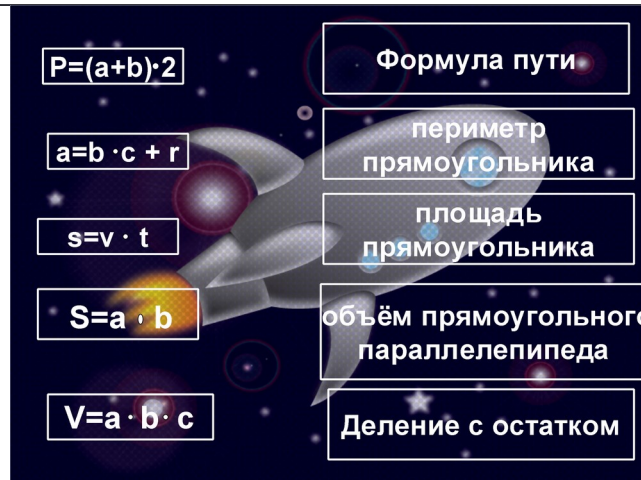 P=(a+b)·2
a=b ·c + r
s=v · t
S=a · b
V=a · b · c
Формула пути
периметр
прямоугольника
площадь
прямоугольника
объём прямоугольного
параллелепипеда
Деление с остатком